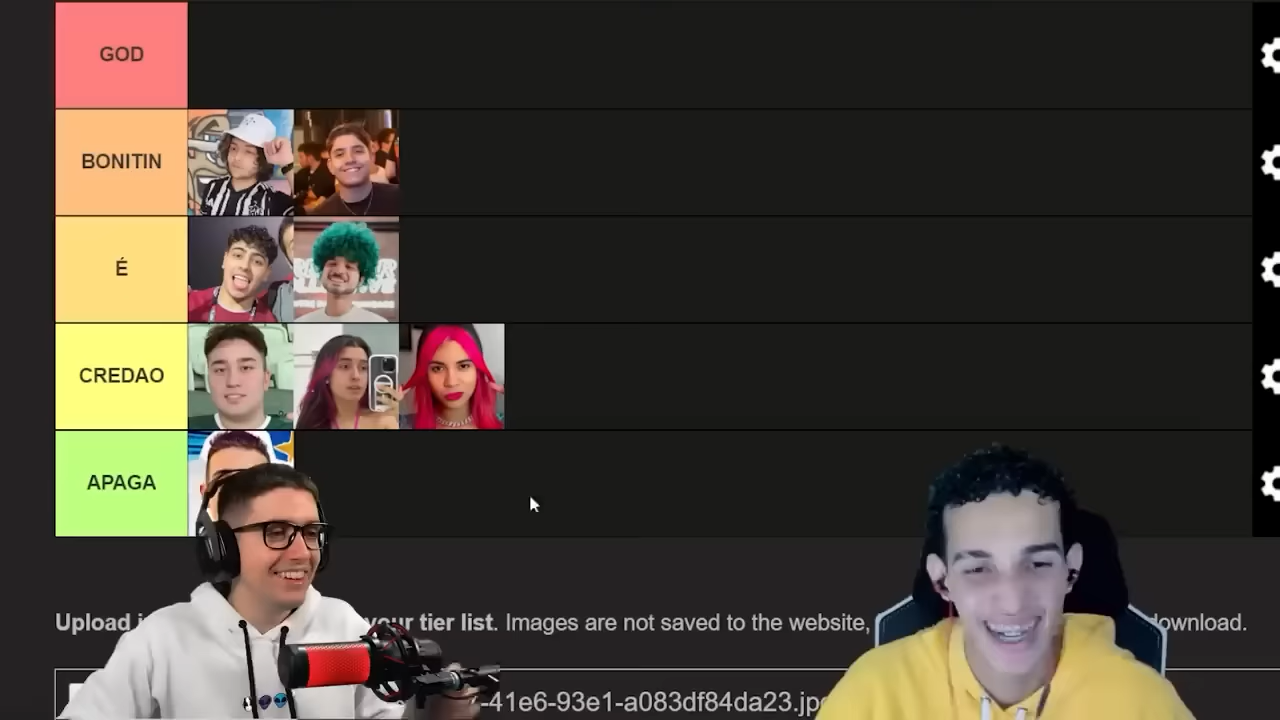 GOD
BONITIN
É
CREDAO
APAGA
Upload your tier list. Images are not saved to the website, download.
-41e6-93e1-a083df84da23.jp